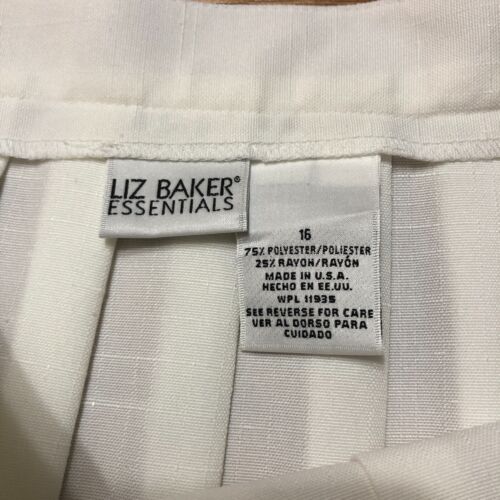 LIZ BAKER®
ESSENTIALS
16
75% POLYESTER/POLIESTER
25% RAYON/RAYÓN
MADE IN U.S.A.
HECHO EN EE.UU.
WPL 11935
SEE REVERSE FOR CARE
VER AL DORSO PARA
CUIDADO